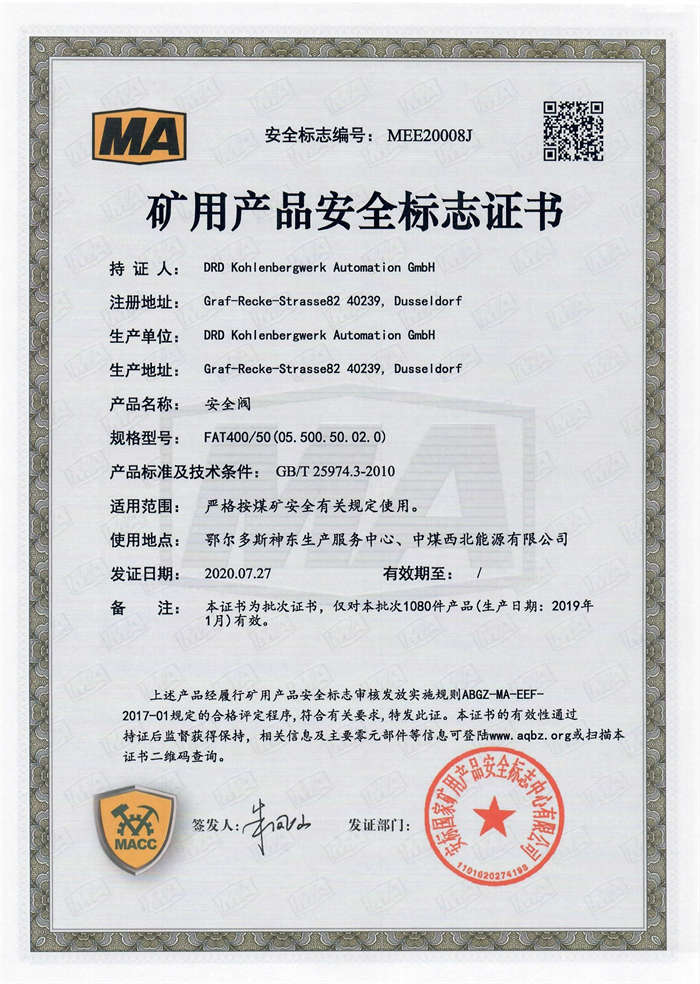 MA
安全标志编号： MEE20008J
矿用产品安全标志证书
持 证 人： DRD Kohlenbergwerk Automation GmbH
注册地址： Graf-Recke-Strasse82 40239, Dusseldorf
生产单位： DRD Kohlenbergwerk Automation GmbH
生产地址： Graf-Recke-Strasse82 40239, Dusseldorf
产品名称： 安全阀
规格型号： FAT400/50(05.500.50.02.0)
产品标准及技术条件： GB/T 25974.3-2010
适用范围： 严格按煤矿安全有关规定使用。
使用地点： 鄂尔多斯神东生产服务中心、中煤西北能源有限公司
发证日期： 2020.07.27 有效期至： /
备 注： 本证书为批次证书，仅对本批次1080件产品(生产日期：2019年
1月)有效。
上述产品经履行矿用产品安全标志审核发放实施规则ABGZ-MA-EEF-
2017-01规定的合格评定程序,符合有关要求,特发此证。本证书的有效性通过
持证后监督获得保持，相关信息及主要零元部件等信息可登陆www.aqbz.org或扫描本
证书二维码查询。
MACC
签发人：
发证部门：
安标国家矿用产品安全标志中心有限公司
1101020274198